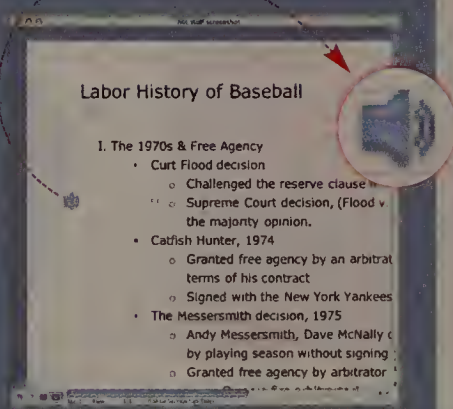 Labor History of Baseball
I. The 1970s & Free Agency
• Curt Flood decision
o Challenged the reserve clause
o Supreme Court decision, (Flood v.
the majority opinion.
• Catfish Hunter, 1974
o Granted free agency by an arbitrat
terms of his contract
o Signed with the New York Yankees
• The Messersmith decision, 1975
o Andy Messersmith, Dave McNally
by playing season without signing
o Granted free agency by arbitrator